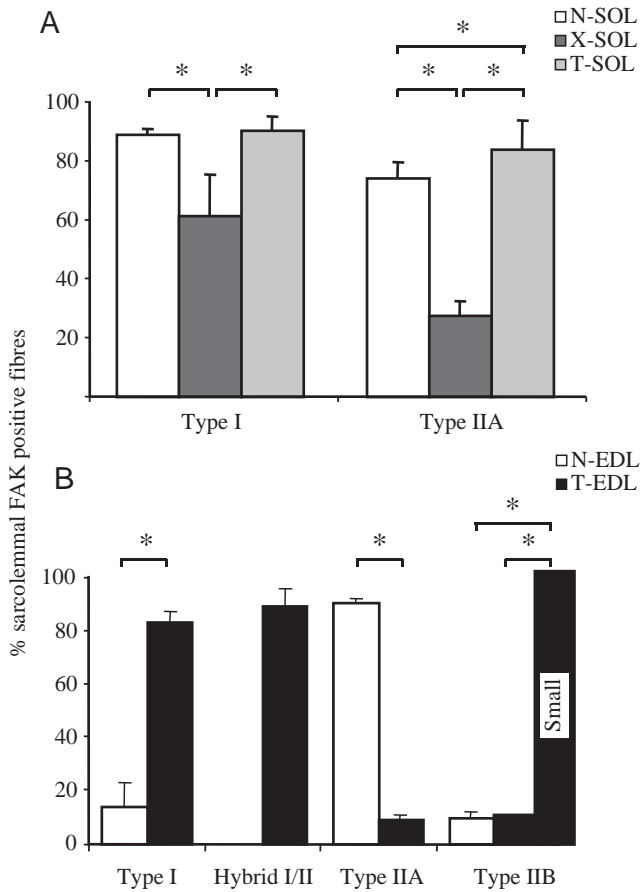 A
N-SOL
X-SOL
T-SOL
* * * * *
100
80
60
40
20
Type I Type IIA
% sarcolemmal FAK positive fibres
B
N-EDL
T-EDL
* * * *
100
80
60
40
20
0
Small
Type I Hybrid I/II Type IIA Type IIB